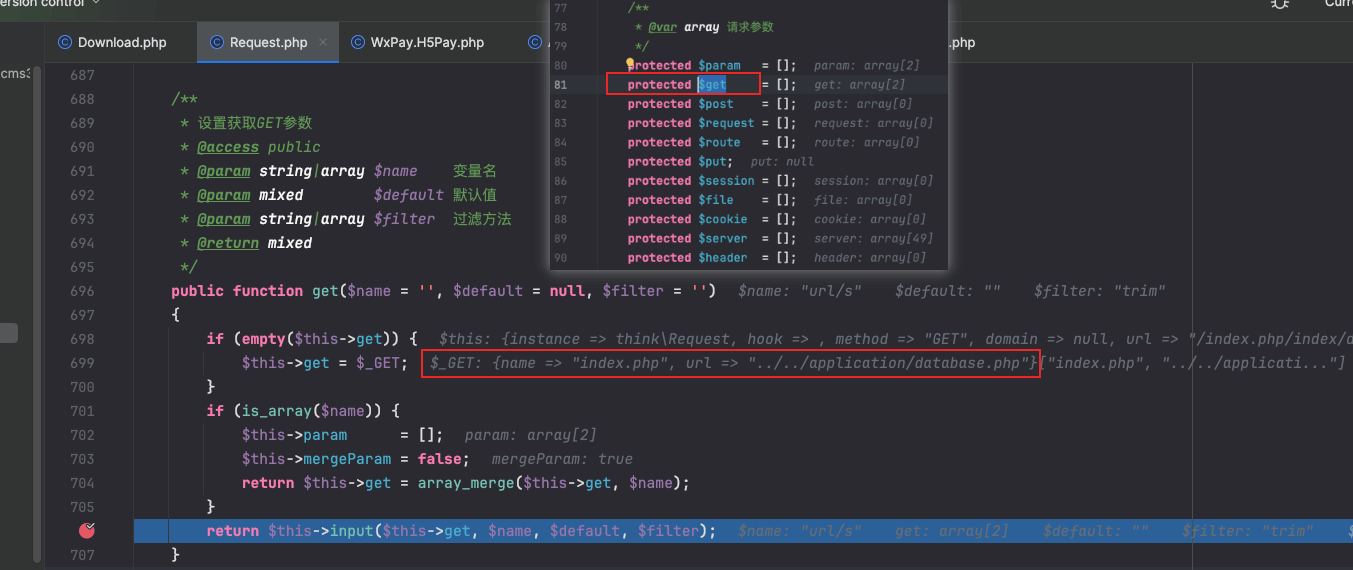 ersion control
Curr
Download.php
Request.php
WxPay.H5Pay.php
.php
cms3
77 /**
78 * @var array 请求参数
79 */
80 protected $param = []; param: array[2]
81 protected $get = []; get: array[2]
82 protected $post = []; post: array[0]
83 protected $request = []; request: array[0]
84 protected $route = []; route: array[0]
85 protected $put; put: null
86 protected $session = []; session: array[0]
87 protected $file = []; file: array[0]
88 protected $cookie = []; cookie: array[0]
89 protected $server = []; server: array[49]
90 protected $header = []; header: array[0]
687
688 /**
689 * 设置获取GET参数
690 * @access public
691 * @param string|array $name 变量名
692 * @param mixed $default 默认值
693 * @param string|array $filter 过滤方法
694 * @return mixed
695 */
696 public function get($name = '', $default = null, $filter = '') $name: "url/s" $default: "" $filter: "trim"
697 {
698 if (empty($this->get)) { $this: {instance => think\Request, hook => , method => "GET", domain => null, url => "/index.php/index/d
699 $this->get = $_GET; $_GET: {name => "index.php", url => "../../application/database.php"}["index.php", "../../applicati..."]
700 }
701 if (is_array($name)) {
702 $this->param = []; param: array[2]
703 $this->mergeParam = false; mergeParam: true
704 return $this->get = array_merge($this->get, $name);
705 }
return $this->input($this->get, $name, $default, $filter); $name: "url/s" get: array[2] $default: "" $filter: "trim" $
707 }